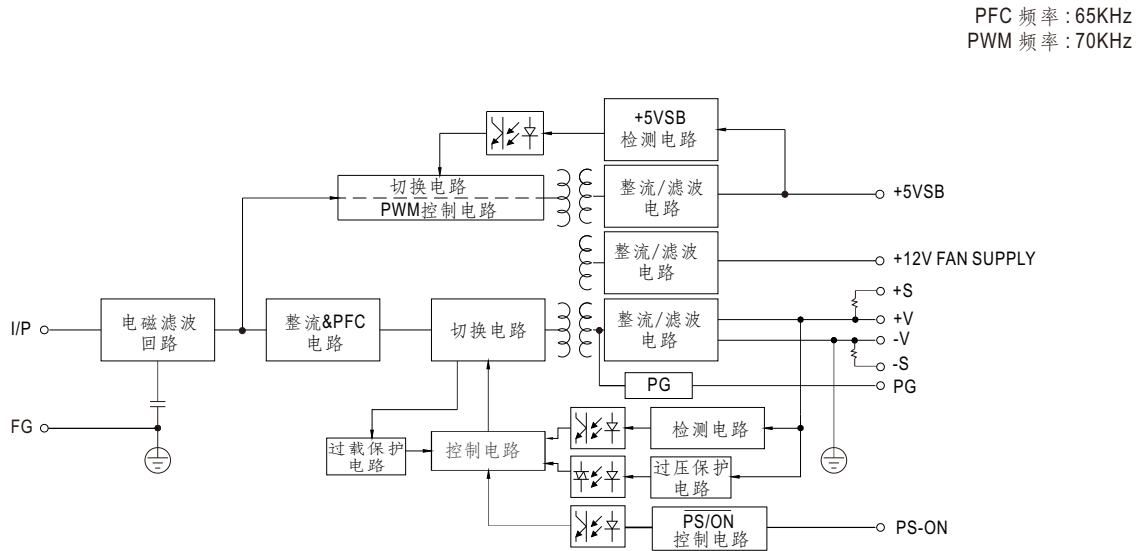 PFC 频率 : 65KHz
PWM 频率 : 70KHz
+5VSB
检测电路
切换电路
PWM控制电路
整流/滤波
电路
+5VSB
整流/滤波
电路
+12V FAN SUPPLY
+S
I/P
电磁滤波
回路
整流&PFC
电路
切换电路
整流/滤波
电路
+V
-V
-S
PG
PG
FG
过载保护
电路
控制电路
检测电路
过压保护
电路
PS/ON
控制电路
PS-ON